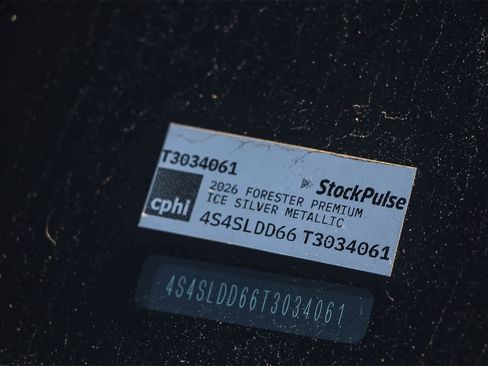 T3034061
StockPulse
cphl
2026 FORESTER PREMIUM
ICE SILVER METALLIC
4S4SLDD66 T3034061
4S4SLDD66T3034061